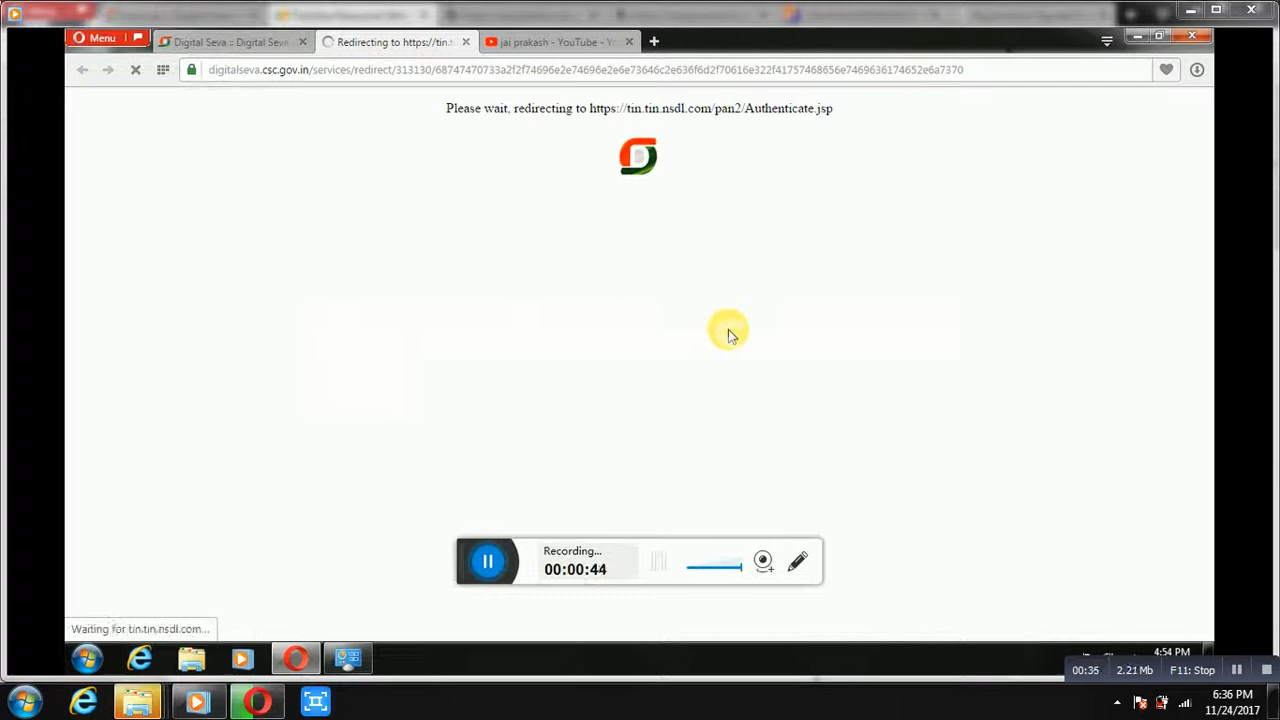 Menu
Digital Seva :: Digital Seve
Redirecting to https://tin.t
jai prakash - YouTube - Y
digitalseva.csc.gov.in/services/redirect/313130/68747470733a2f2f74696e2e74696e2e6e73646c2e636f6d2f70616e322f41757468656e7469636174652e6a7370
Please wait, redirecting to https://tin.tin.nsdl.com/pan2/Authenticate.jsp
Recording...
00:00:44
Waiting for tin.tin.nsdl.com...
4:54 PM
00:35
2.21 Mb
F11: Stop
6:36 PM
11/24/2017